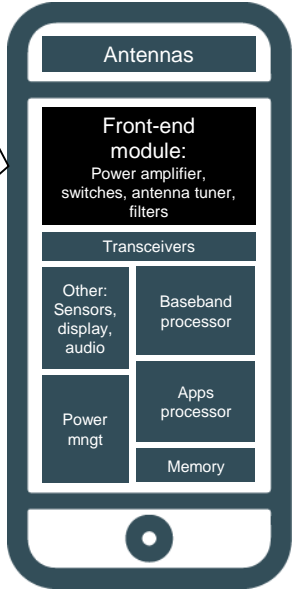 Antennas
Front-end
module:
Power amplifier,
switches, antenna tuner,
filters
Transceivers
Other:
Sensors,
display,
audio
Baseband
processor
Power
mngt
Apps
processor
Memory